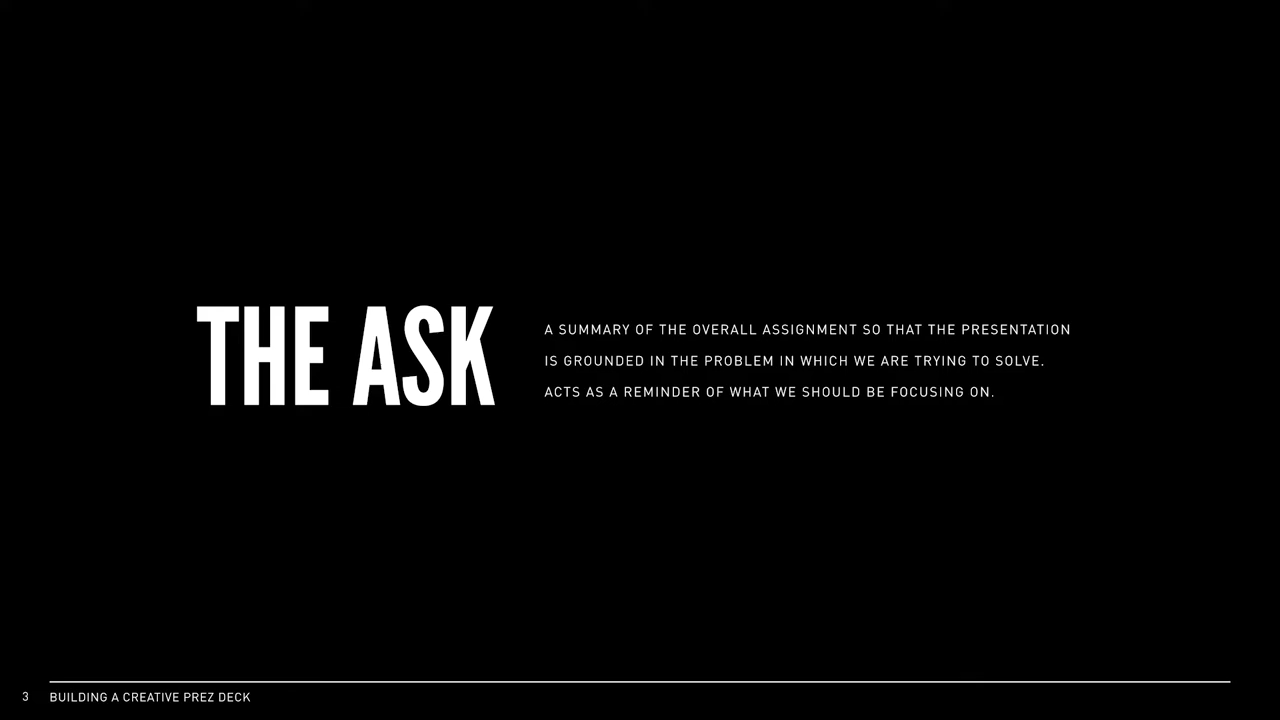 THE ASK
A SUMMARY OF THE OVERALL ASSIGNMENT SO THAT THE PRESENTATION
IS GROUNDED IN THE PROBLEM IN WHICH WE ARE TRYING TO SOLVE.
ACTS AS A REMINDER OF WHAT WE SHOULD BE FOCUSING ON.
3 BUILDING A CREATIVE PREZ DECK